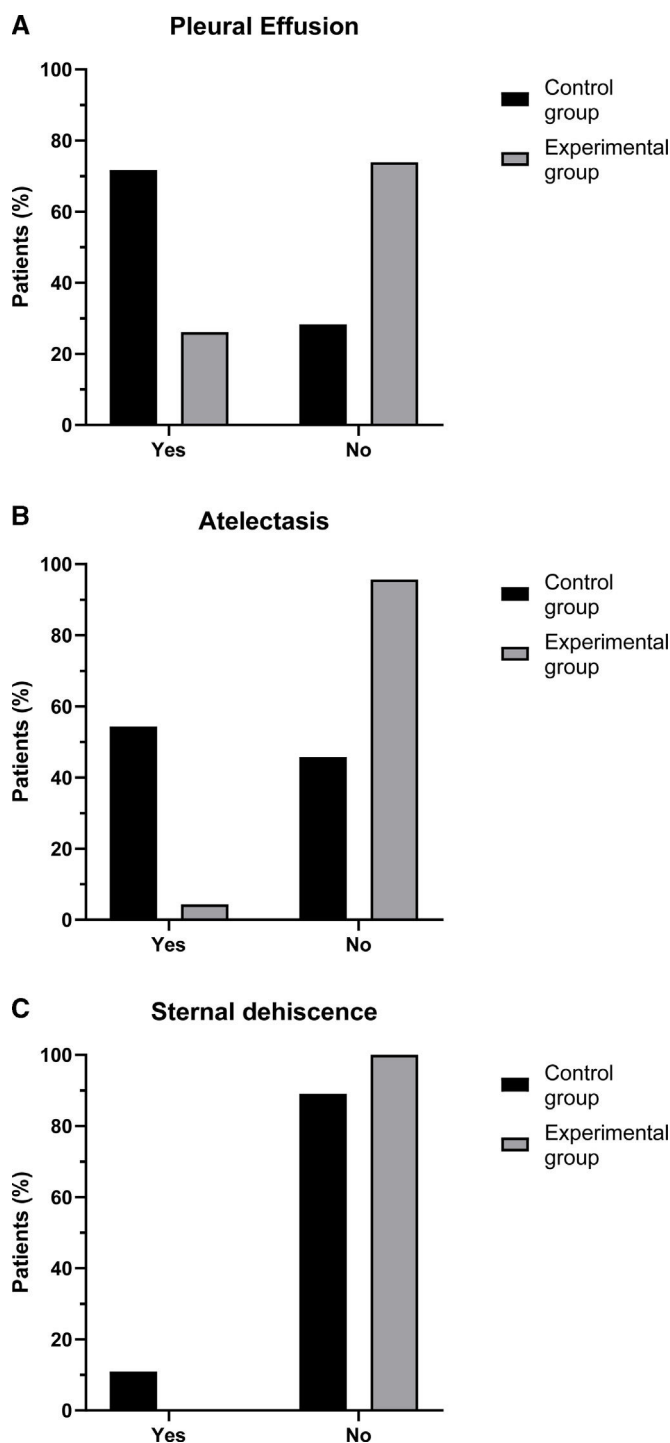 A
Pleural Effusion
100
80
60
40
20
0
Patients (%)
Yes
No
Control
group
Experimental
group
B
Atelectasis
100
80
60
40
20
0
Patients (%)
Yes
No
Control
group
Experimental
group
C
Sternal dehiscence
100
80
60
40
20
0
Patients (%)
Yes
No
Control
group
Experimental
group